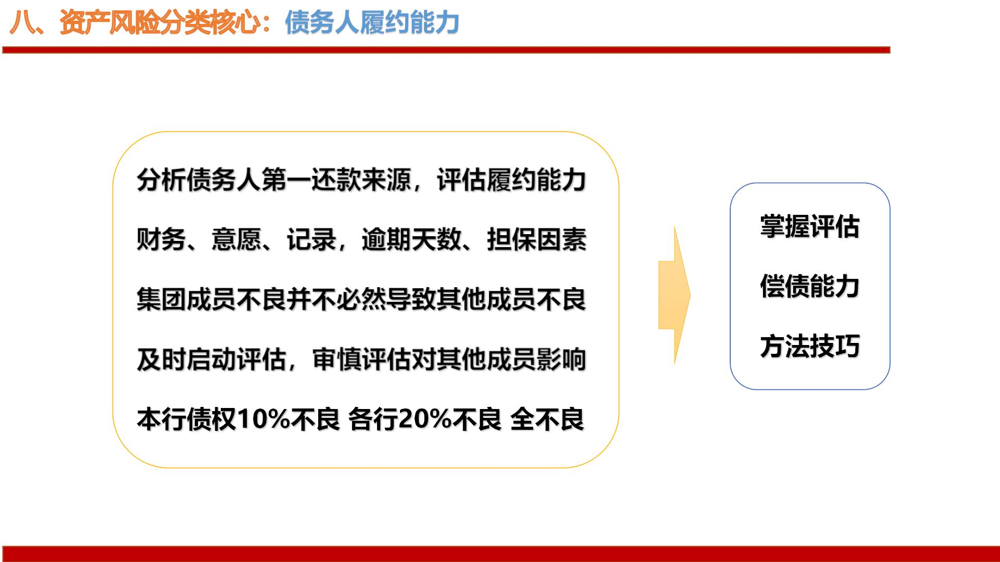 八、资产风险分类核心：债务人履约能力
分析债务人第一还款来源，评估履约能力
财务、意愿、记录，逾期天数、担保因素
集团成员不良并不必然导致其他成员不良
及时启动评估，审慎评估对其他成员影响
本行债权10%不良 各行20%不良 全不良
掌握评估
偿债能力
方法技巧